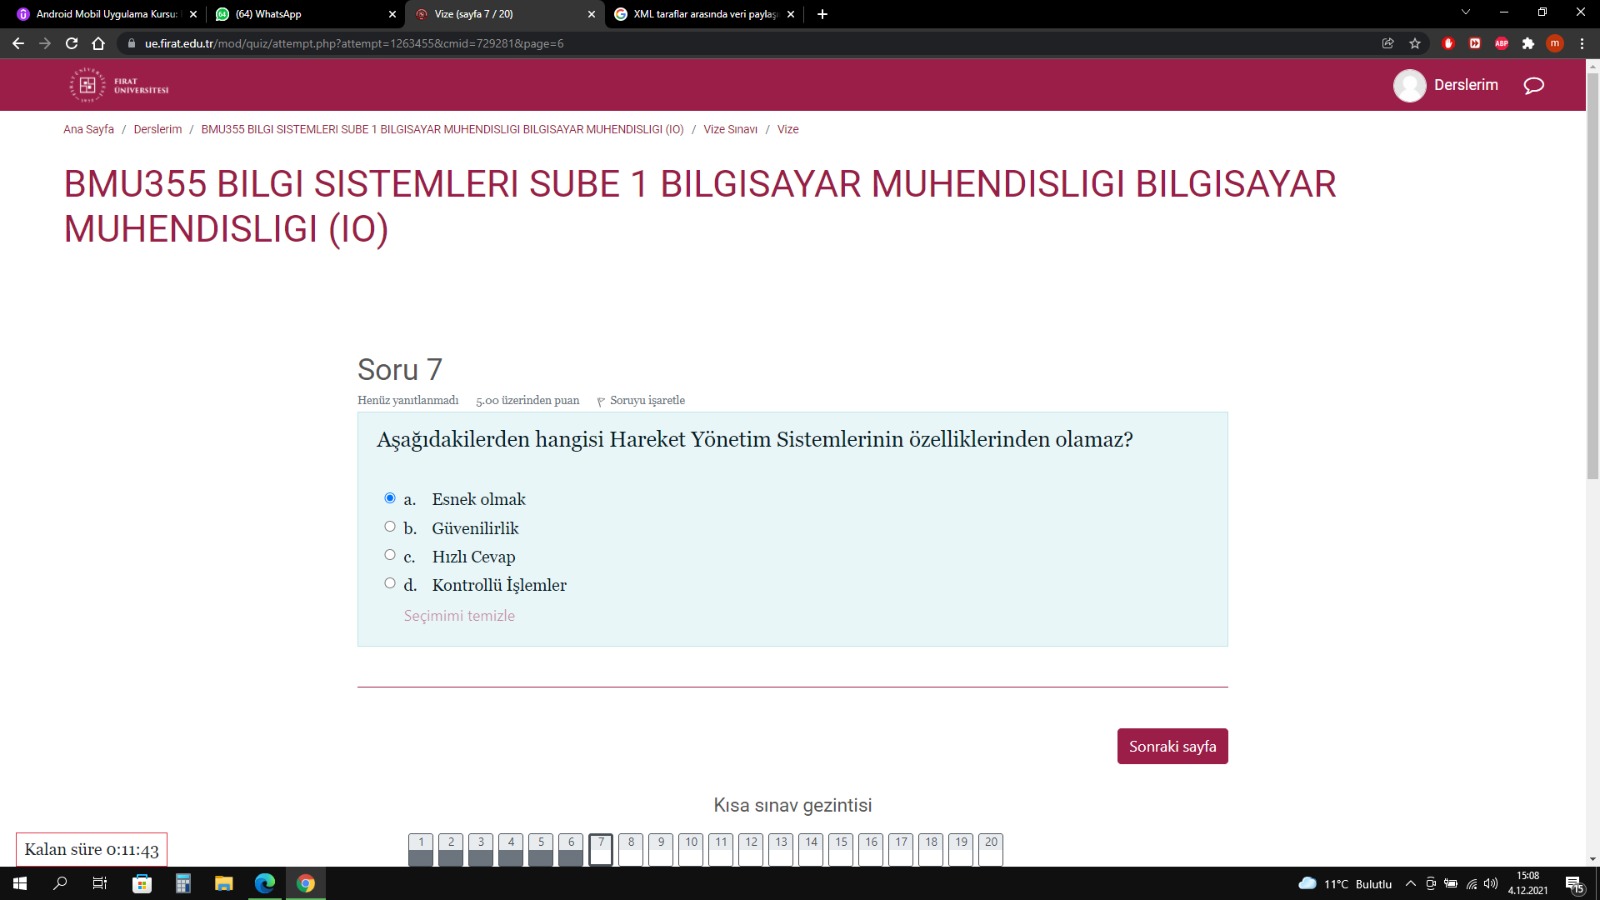 Android Mobil Uygulama Kursu:
(64) WhatsApp
Vize (sayfa 7 / 20)
XML taraflar arasında veri paylaşı
ue.firat.edu.tr/mod/quiz/attempt.php?attempt=1263455&cmid=729281&page=6
ABP
m
FIRAT
ÜNİVERSİTESİ
Derslerim
Ana Sayfa / Derslerim / BMU355 BILGI SISTEMLERI SUBE 1 BILGISAYAR MUHENDISLIGI BILGISAYAR MUHENDISLIGI (IO) / Vize Sınavı / Vize
BMU355 BILGI SISTEMLERI SUBE 1 BILGISAYAR MUHENDISLIGI BILGISAYAR
MUHENDISLIGI (IO)
Soru 7
Henüz yanıtlanmadı 5.00 üzerinden puan Soruyu işaretle
Aşağıdakilerden hangisi Hareket Yönetim Sistemlerinin özelliklerinden olamaz?
a. Esnek olmak
b. Güvenilirlik
c. Hızlı Cevap
d. Kontrollü İşlemler
Seçimimi temizle
Sonraki sayfa
Kısa sınav gezintisi
Kalan süre 0:11:43
1 2 3 4 5 6 7 8 9 10 11 12 13 14 15 16 17 18 19 20
11°C Bulutlu
15:08
4.12.2021
15